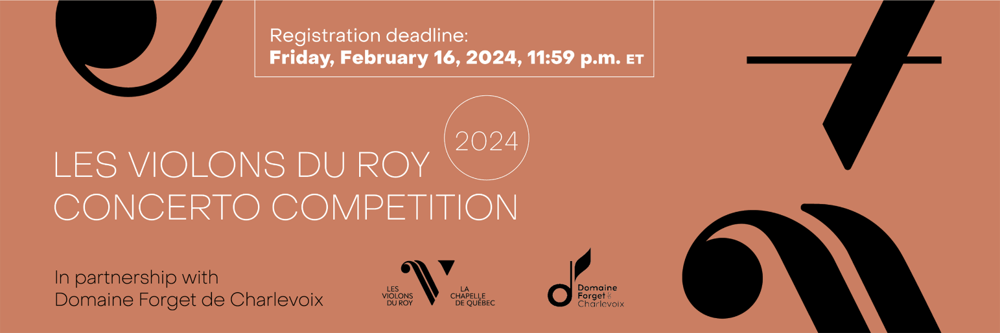 Registration deadline:
Friday, February 16, 2024, 11:59 p.m. ET
2024
LES VIOLONS DU ROY
CONCERTO COMPETITION
In partnership with
Domaine Forget de Charlevoix
LES
VIOLONS
DU ROY
LA
CHAPELLE
DE QUÉBEC
Domaine
Forget de
Charlevoix